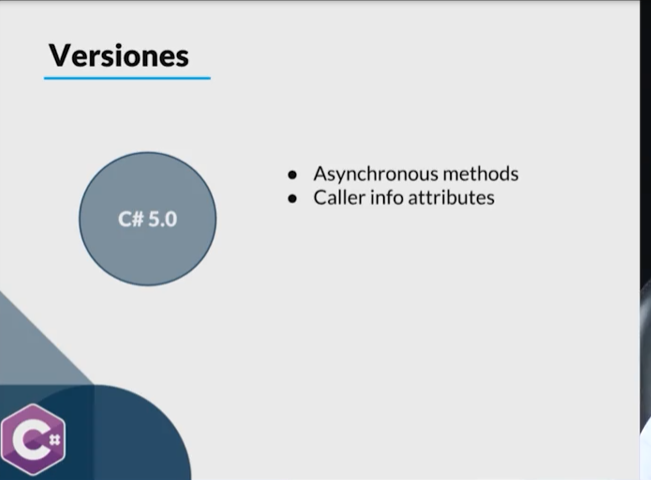 Versiones
C# 5.0
● Asynchronous methods
● Caller info attributes
C#